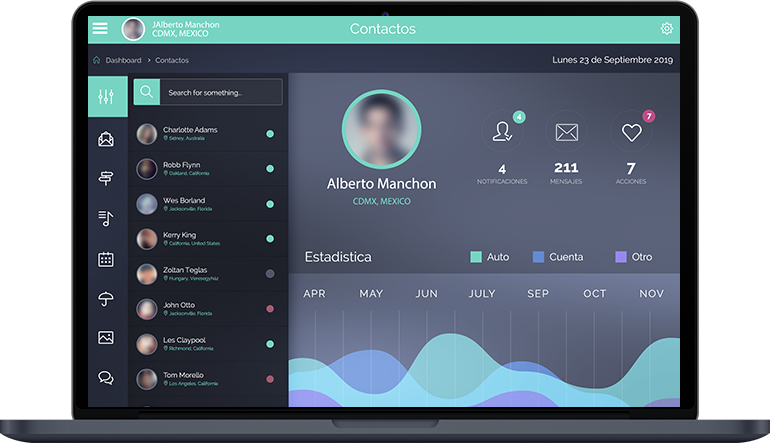 JAlberto Manchon
CDMX, MEXICO
Contactos
Dashboard > Contactos
Lunes 23 de Septiembre 2019
Search for something...
Charlotte Adams
Sidney, Australia
Robb Flynn
Oakland, California
Wes Borland
Jacksonville, Florida
Kerry King
California, United States
Zoltan Teglas
Hungary, Veresegyhoz
John Otto
Jacksonville, Florida
Les Claypool
Richmond, California
Tom Morello
Los Angeles, California
Alberto Manchon
CDMX, MEXICO
4
7
4
NOTIFICACIONES
211
MENSAJES
7
ACCIONES
Estadistica
Auto
Cuenta
Otro
APR MAY JUN JULY SEP OCT NOV